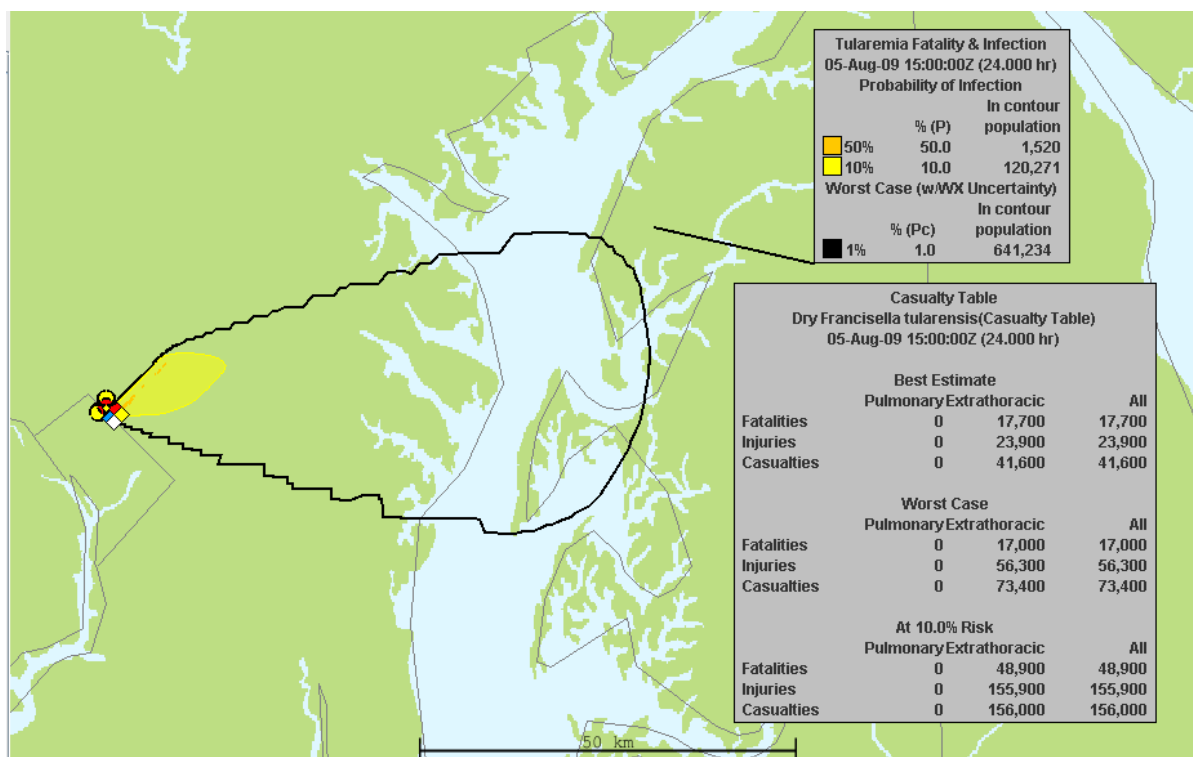 Tularemia Fatality & Infection
05-Aug-09 15:00:00Z (24.000 hr)
Probability of Infection
In contour
% (P) population
50% 50.0 1,520
10% 10.0 120,271
Worst Case (w/WX Uncertainty)
In contour
% (Pc) population
1% 1.0 641,234
Casualty Table
Dry Francisella tularensis(Casualty Table)
05-Aug-09 15:00:00Z (24.000 hr)
Best Estimate
Pulmonary Extrathoracic All
Fatalities 0 17,700 17,700
Injuries 0 23,900 23,900
Casualties 0 41,600 41,600
Worst Case
Pulmonary Extrathoracic All
Fatalities 0 17,000 17,000
Injuries 0 56,300 56,300
Casualties 0 73,400 73,400
At 10.0% Risk
Pulmonary Extrathoracic All
Fatalities 0 48,900 48,900
Injuries 0 155,900 155,900
Casualties 0 156,000 156,000
50 km